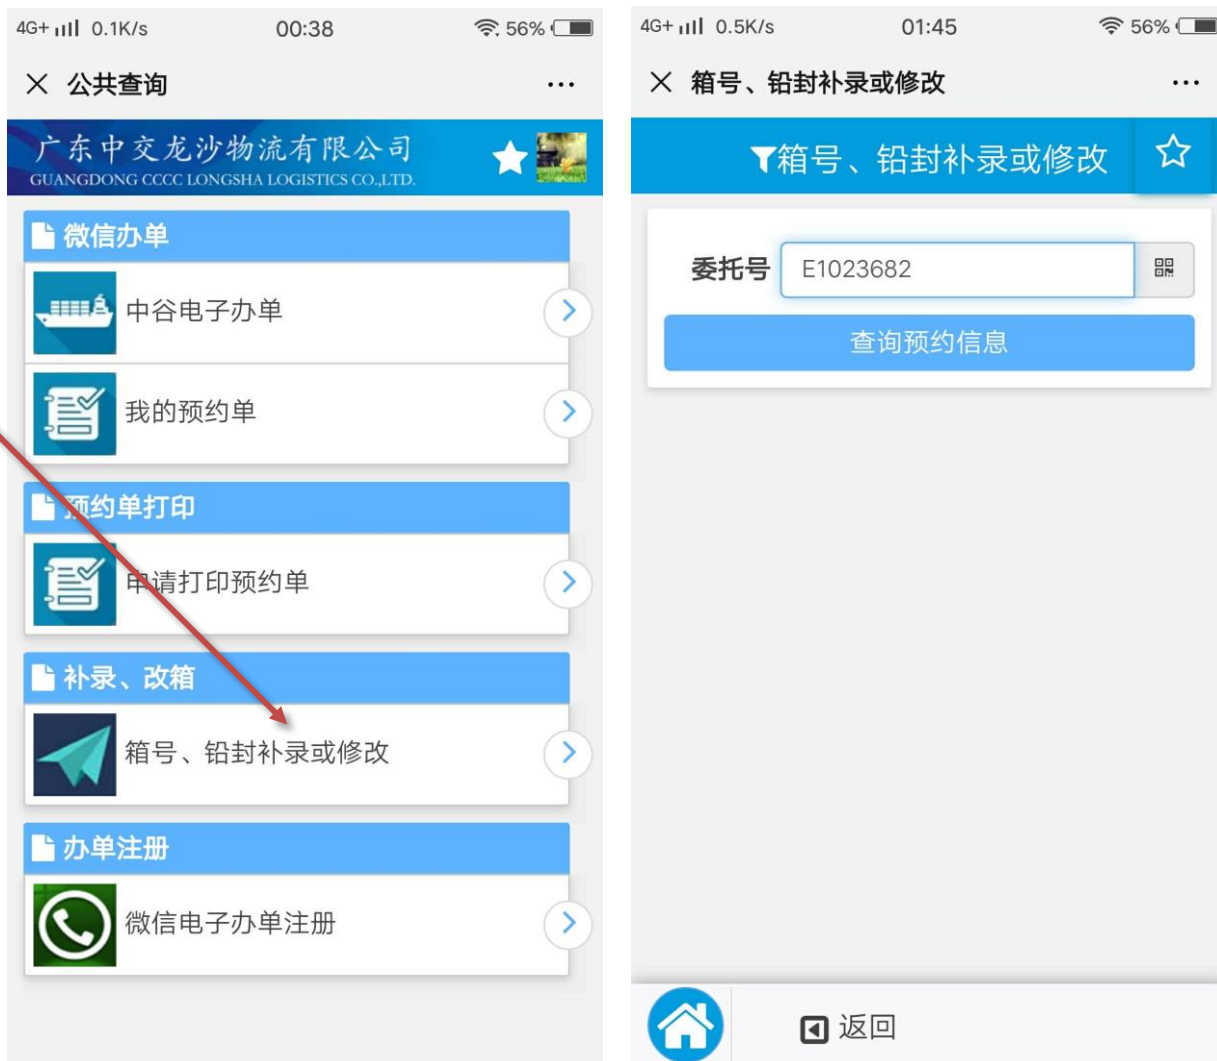 4G+ 0.1K/s 00:38 56%
公共查询 ...
广东中交龙沙物流有限公司
GUANGDONG CCCC LONGSHA LOGISTICS CO.,LTD.
微信办单
中谷电子办单
我的预约单
预约单打印
申请打印预约单
补录、改箱
箱号、铅封补录或修改
办单注册
微信电子办单注册
4G+ 0.5K/s 01:45 56%
箱号、铅封补录或修改 ...
箱号、铅封补录或修改
委托号 E1023682
查询预约信息
返回